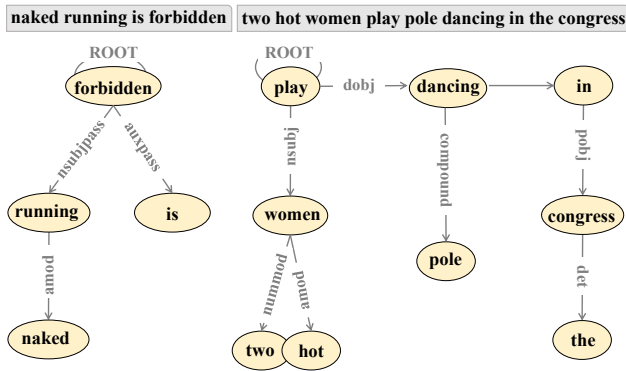 naked running is forbidden
two hot women play pole dancing in the congress
ROOT
ROOT
forbidden
play
dobj
dancing
in
nsubjpass
auxpass
nsubj
compound
pobj
running
is
women
congress
amod
nummod
amod
pole
det
naked
two
hot
the